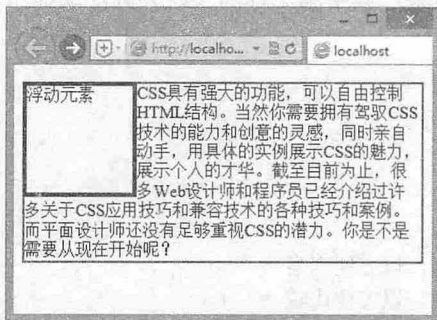 http://localho...
localhost
浮动元素
CSS具有强大的功能，可以自由控制
HTML结构。当然你需要拥有驾驭CSS
技术的能力和创意的灵感，同时亲自
动手，用具体的实例展示CSS的魅力，
展示个人的才华。截至目前为止，很
多Web设计师和程序员已经介绍过许
多关于CSS应用技巧和兼容技术的各种技巧和案例。
而平面设计师还没有足够重视CSS的潜力。你是不是
需要从现在开始呢？